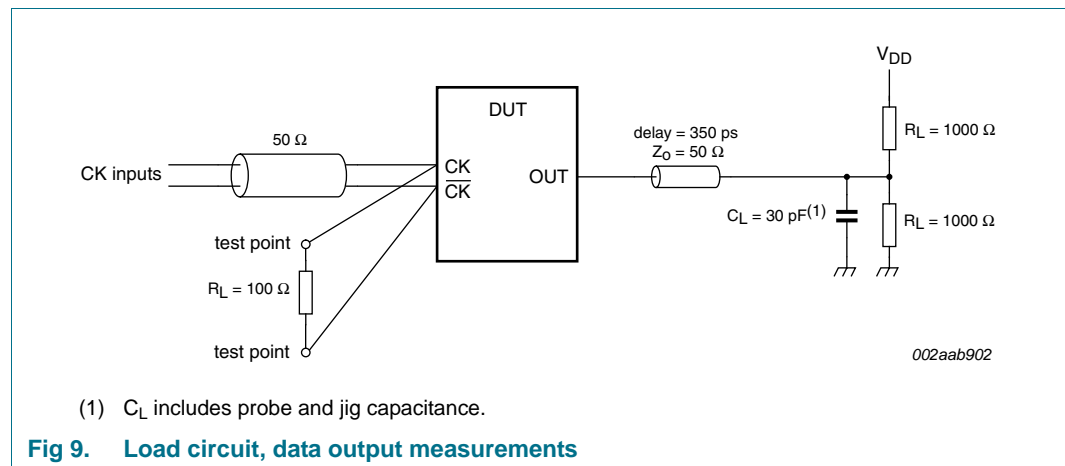 V_DD
DUT
50 Ω
delay = 350 ps
Z_o = 50 Ω
R_L = 1000 Ω
CK inputs
CK
C̅K̅
OUT
C_L = 30 pF(1)
R_L = 1000 Ω
test point
R_L = 100 Ω
test point
002aab902
(1) C_L includes probe and jig capacitance.
Fig 9. Load circuit, data output measurements